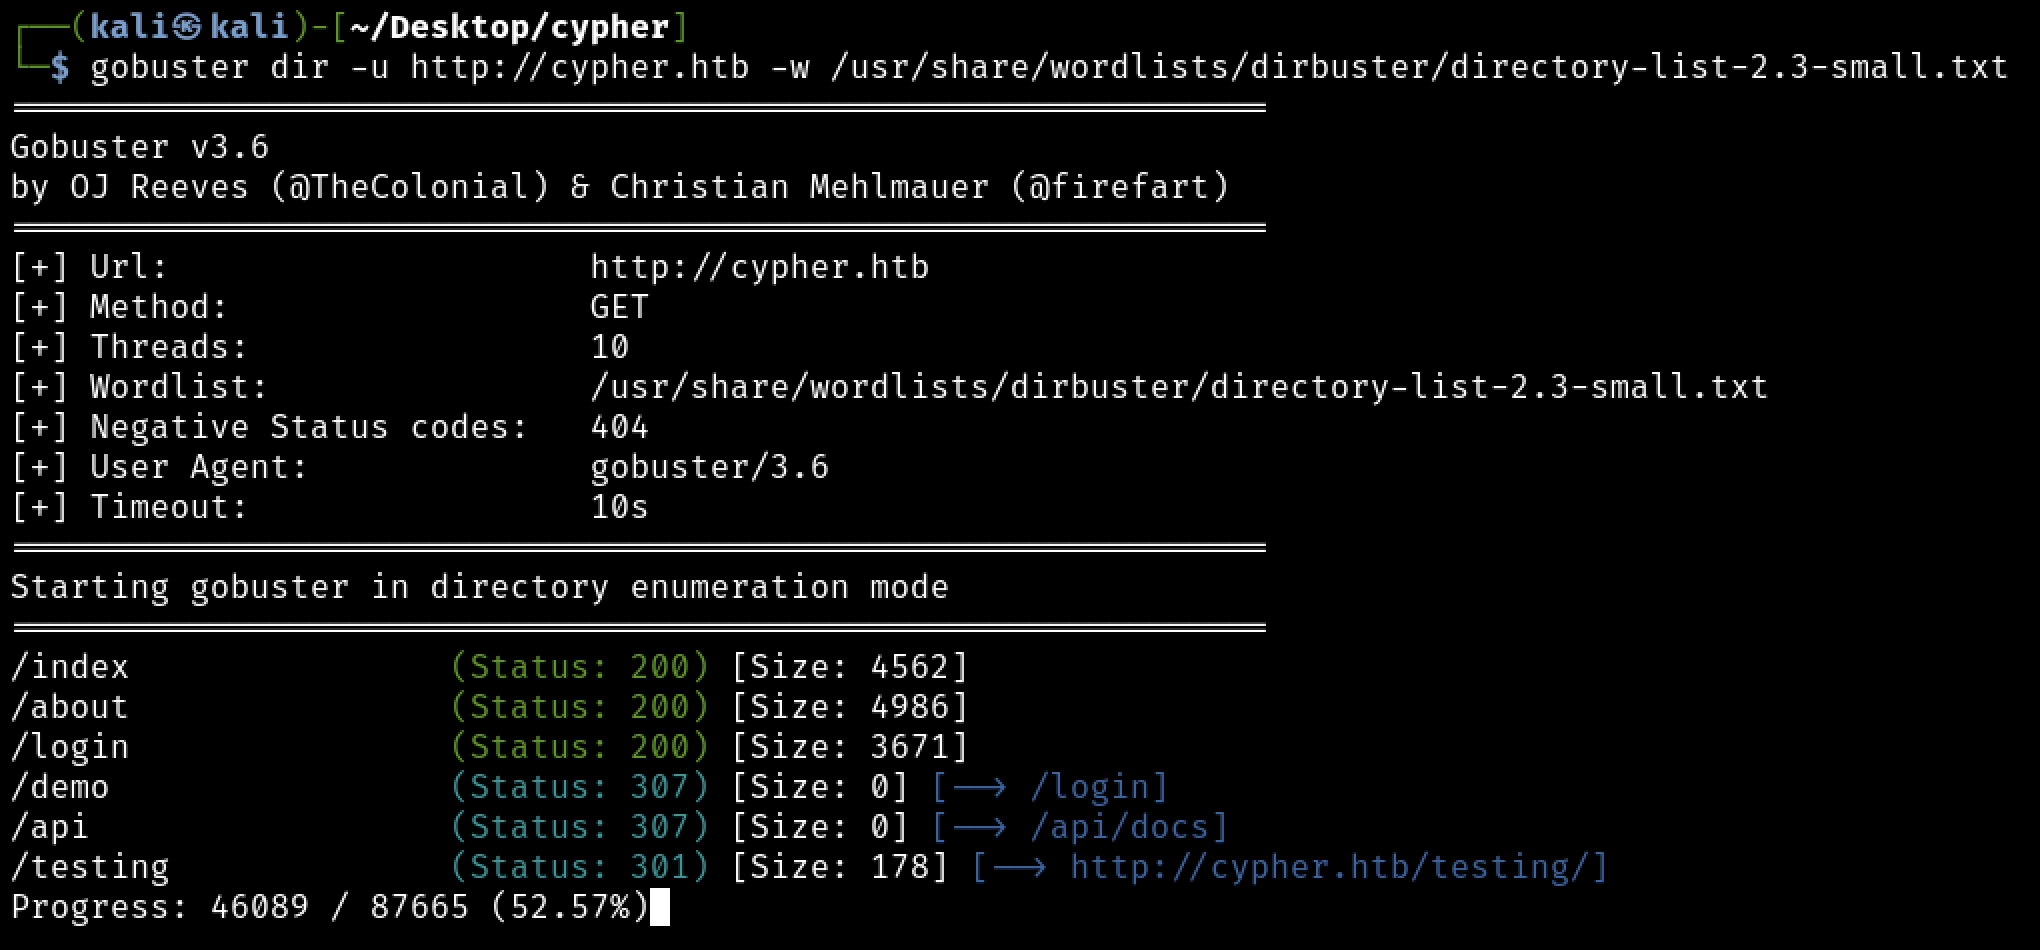 ┌──(kali㉿kali)-[~/Desktop/cypher]
└─$ gobuster dir -u http://cypher.htb -w /usr/share/wordlists/dirbuster/directory-list-2.3-small.txt
===============================================================
Gobuster v3.6
by OJ Reeves (@TheColonial) & Christian Mehlmauer (@firefart)
===============================================================
[+] Url:                     http://cypher.htb
[+] Method:                  GET
[+] Threads:                 10
[+] Wordlist:                /usr/share/wordlists/dirbuster/directory-list-2.3-small.txt
[+] Negative Status codes:   404
[+] User Agent:              gobuster/3.6
[+] Timeout:                 10s
===============================================================
Starting gobuster in directory enumeration mode
===============================================================
/index                (Status: 200) [Size: 4562]
/about                (Status: 200) [Size: 4986]
/login                (Status: 200) [Size: 3671]
/demo                 (Status: 307) [Size: 0] [--> /login]
/api                  (Status: 307) [Size: 0] [--> /api/docs]
/testing              (Status: 301) [Size: 178] [--> http://cypher.htb/testing/]
Progress: 46089 / 87665 (52.57%)